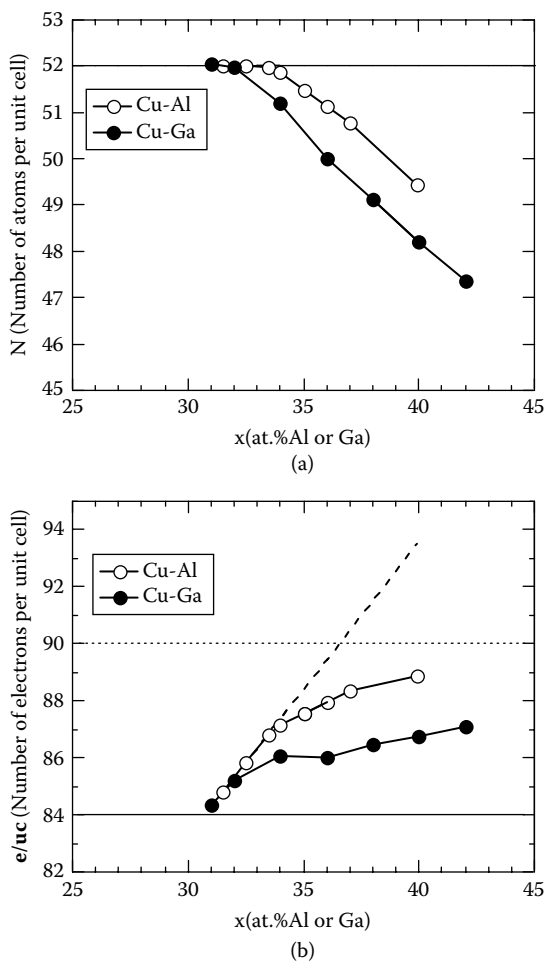 53
52
51
50
49
48
47
46
45
N (Number of atoms per unit cell)
Cu-Al
Cu-Ga
25 30 35 40 45
x(at.%Al or Ga)
(a)
94
92
90
88
86
84
82
e/uc (Number of electrons per unit cell)
Cu-Al
Cu-Ga
25 30 35 40 45
x(at.%Al or Ga)
(b)